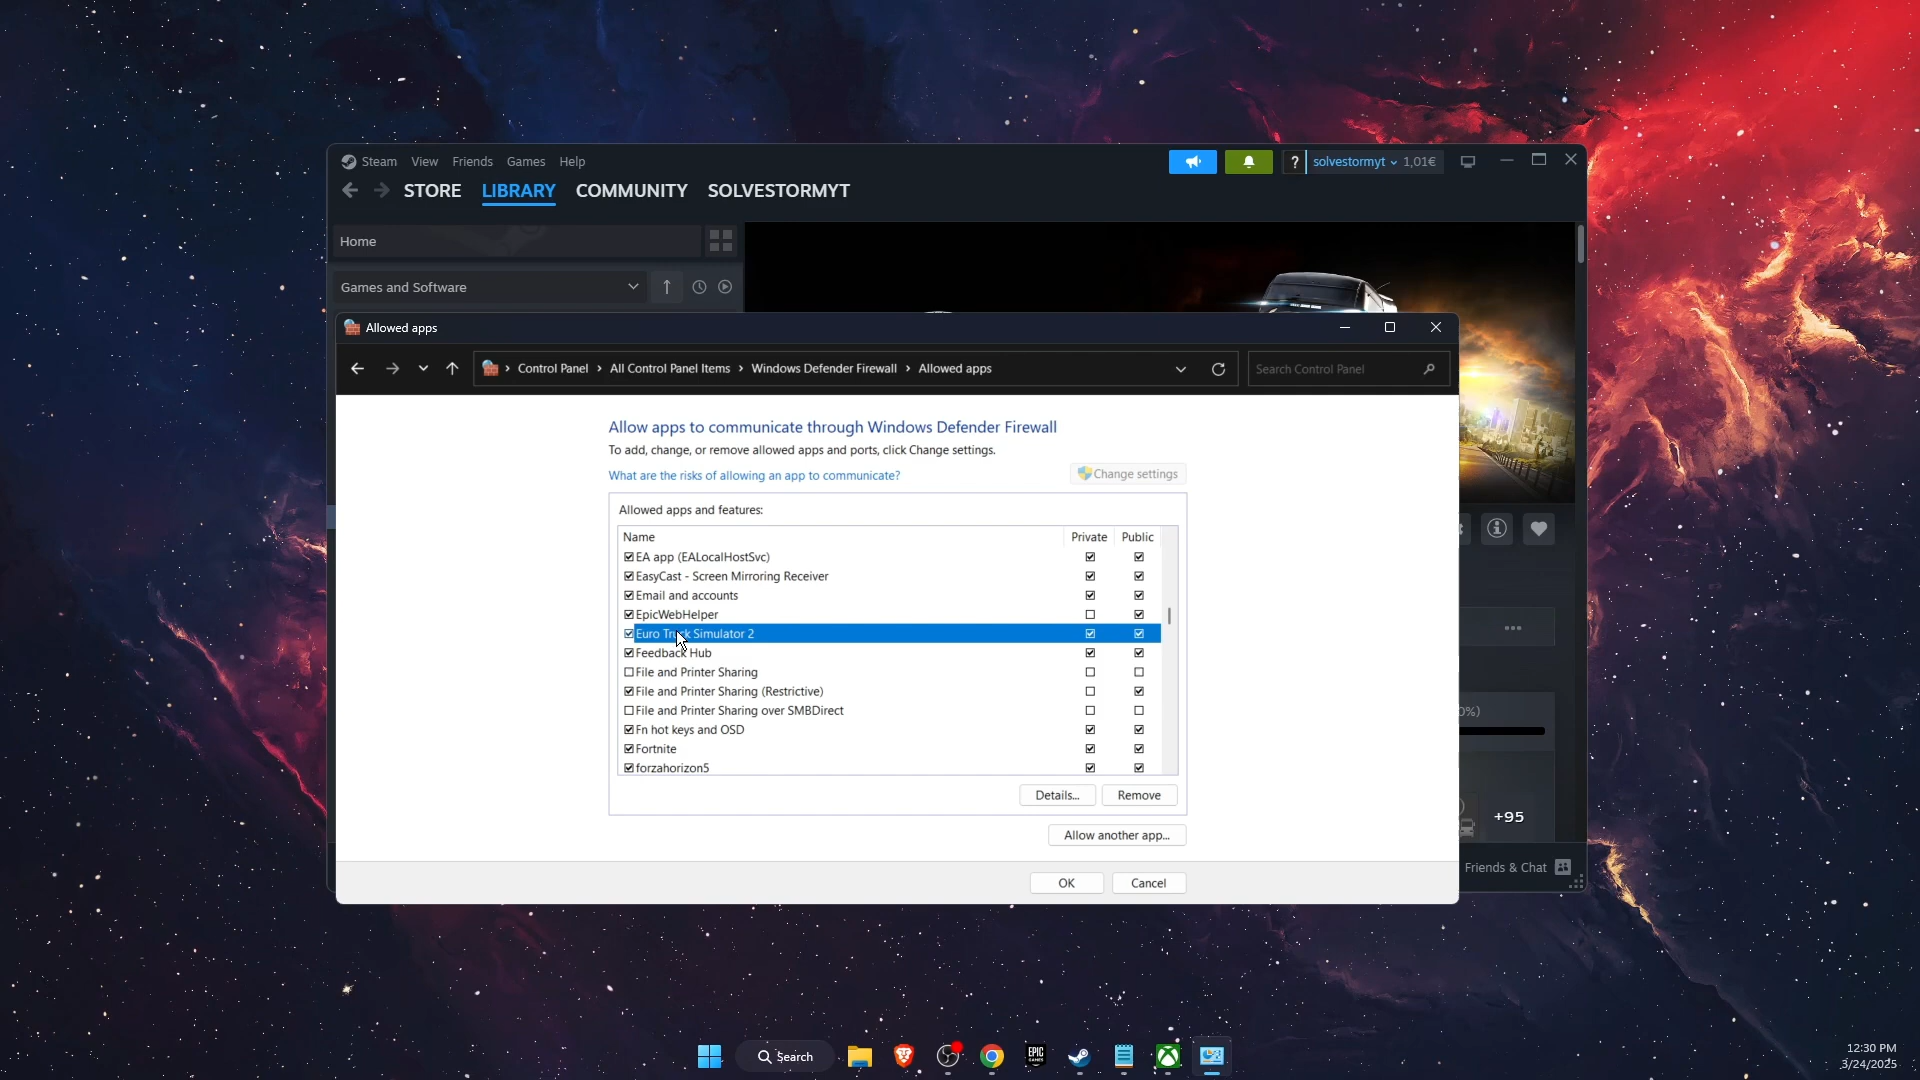 Steam View Friends Games Help
? solvestormyt 1,01€
STORE LIBRARY COMMUNITY SOLVESTORMYT
Home
Games and Software
Allowed apps
Control Panel › All Control Panel Items › Windows Defender Firewall › Allowed apps
Search Control Panel
Allow apps to communicate through Windows Defender Firewall
To add, change, or remove allowed apps and ports, click Change settings.
What are the risks of allowing an app to communicate?
Change settings
Allowed apps and features:
Name Private Public
EA app (EALocalHostSvc)
EasyCast - Screen Mirroring Receiver
Email and accounts
EpicWebHelper
Euro Truck Simulator 2
Feedback Hub
File and Printer Sharing
File and Printer Sharing (Restrictive)
File and Printer Sharing over SMBDirect
Fn hot keys and OSD
Fortnite
forzahorizon5
Details... Remove
Allow another app...
OK Cancel
0%)
+95
Friends & Chat
Search
EPIC
GAMES
12:30 PM
3/24/2025